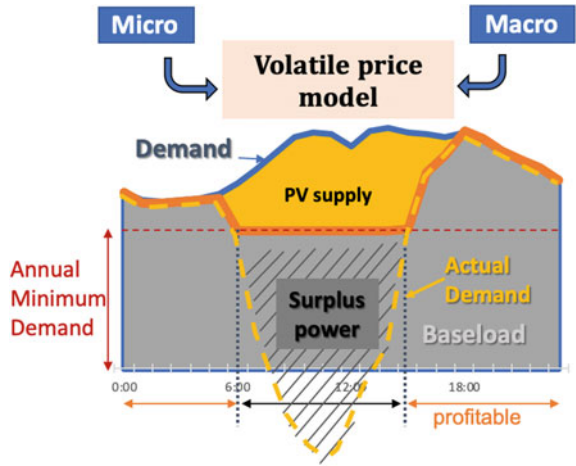 Micro
Macro
Volatile price
model
Demand
PV supply
Annual
Minimum
Demand
Surplus
power
Actual
Demand
Baseload
0:00
6:00
12:00
18:00
profitable